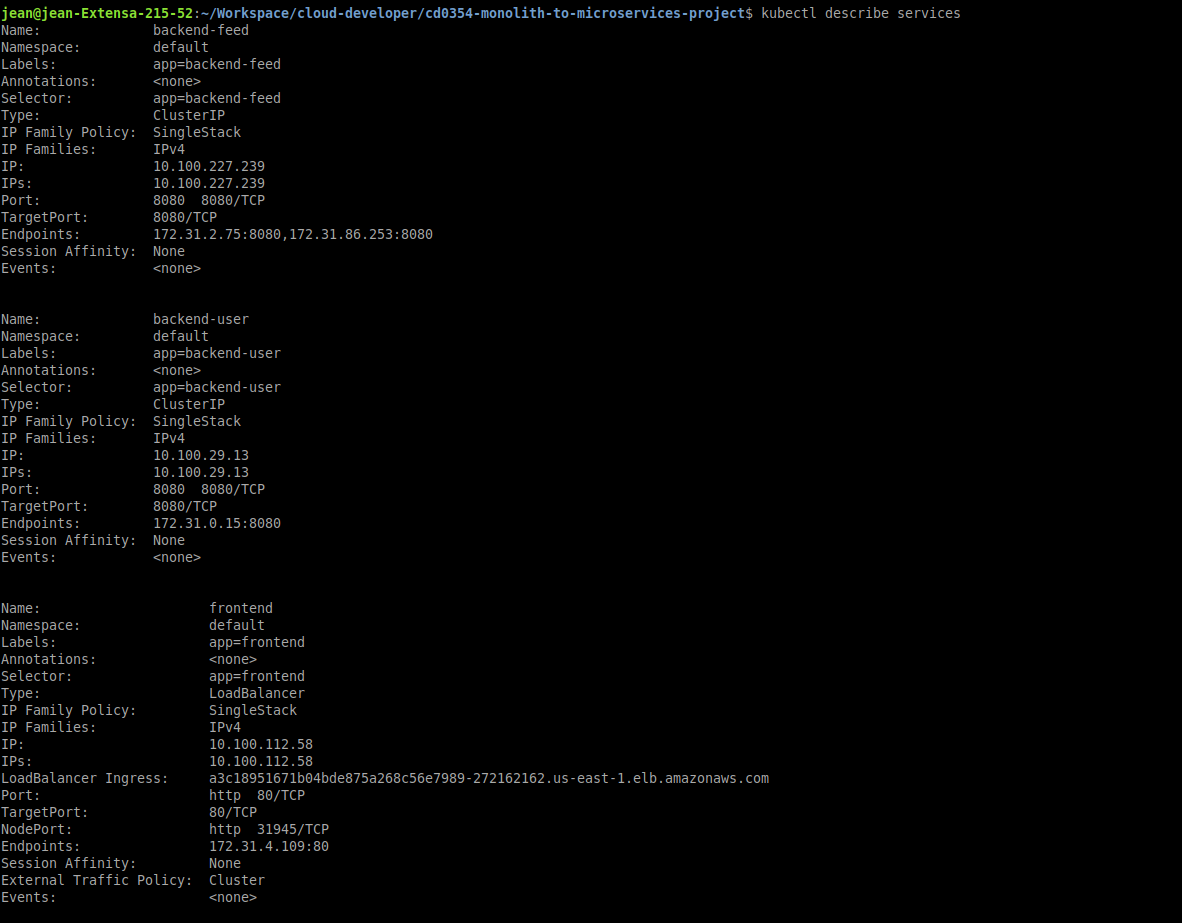 jean@jean-Extensa-215-52:~/Workspace/cloud-developer/cd0354-monolith-to-microservices-project$ kubectl describe services
Name:              backend-feed
Namespace:         default
Labels:            app=backend-feed
Annotations:       <none>
Selector:          app=backend-feed
Type:              ClusterIP
IP Family Policy:  SingleStack
IP Families:       IPv4
IP:                10.100.227.239
IPs:               10.100.227.239
Port:              8080  8080/TCP
TargetPort:        8080/TCP
Endpoints:         172.31.2.75:8080,172.31.86.253:8080
Session Affinity:  None
Events:            <none>

Name:              backend-user
Namespace:         default
Labels:            app=backend-user
Annotations:       <none>
Selector:          app=backend-user
Type:              ClusterIP
IP Family Policy:  SingleStack
IP Families:       IPv4
IP:                10.100.29.13
IPs:               10.100.29.13
Port:              8080  8080/TCP
TargetPort:        8080/TCP
Endpoints:         172.31.0.15:8080
Session Affinity:  None
Events:            <none>

Name:                     frontend
Namespace:                default
Labels:                   app=frontend
Annotations:              <none>
Selector:                 app=frontend
Type:                     LoadBalancer
IP Family Policy:         SingleStack
IP Families:              IPv4
IP:                       10.100.112.58
IPs:                      10.100.112.58
LoadBalancer Ingress:     a3c18951671b04bde875a268c56e7989-272162162.us-east-1.elb.amazonaws.com
Port:                     http  80/TCP
TargetPort:               80/TCP
NodePort:                 http  31945/TCP
Endpoints:                172.31.4.109:80
Session Affinity:         None
External Traffic Policy:  Cluster
Events:                   <none>